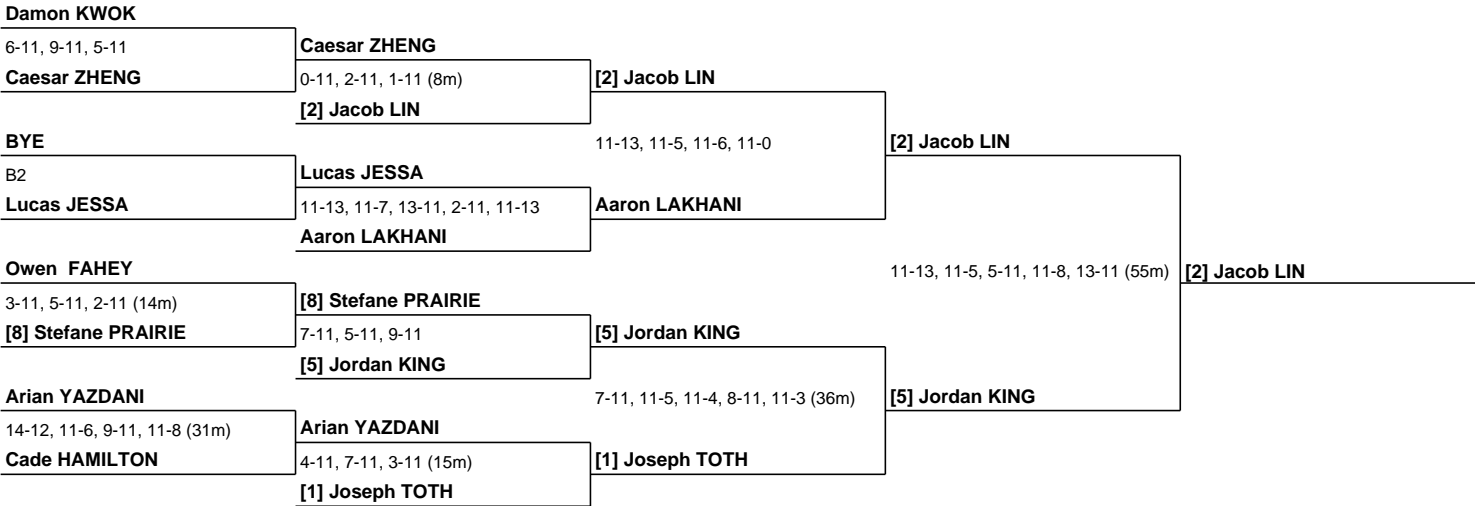 Damon KWOK
6-11, 9-11, 5-11
Caesar ZHENG
Caesar ZHENG
0-11, 2-11, 1-11 (8m)
[2] Jacob LIN
[2] Jacob LIN
BYE
B2
Lucas JESSA
Lucas JESSA
11-13, 11-7, 13-11, 2-11, 11-13
Aaron LAKHANI
11-13, 11-5, 11-6, 11-0
Aaron LAKHANI
[2] Jacob LIN
Owen FAHEY
3-11, 5-11, 2-11 (14m)
[8] Stefane PRAIRIE
[8] Stefane PRAIRIE
7-11, 5-11, 9-11
[5] Jordan KING
[5] Jordan KING
Arian YAZDANI
14-12, 11-6, 9-11, 11-8 (31m)
Cade HAMILTON
Arian YAZDANI
4-11, 7-11, 3-11 (15m)
[1] Joseph TOTH
7-11, 11-5, 11-4, 8-11, 11-3 (36m)
[1] Joseph TOTH
[5] Jordan KING
11-13, 11-5, 5-11, 11-8, 13-11 (55m)
[2] Jacob LIN